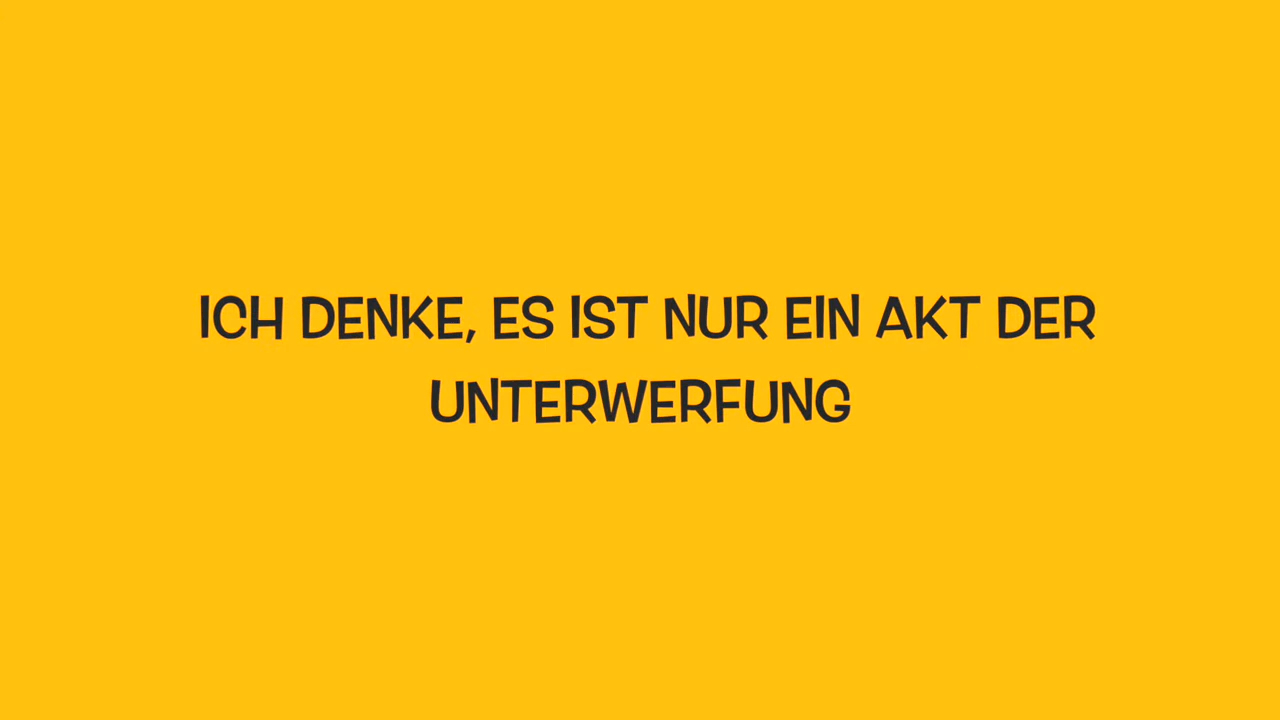 ICH DENKE, ES IST NUR EIN AKT DER
UNTERWERFUNG